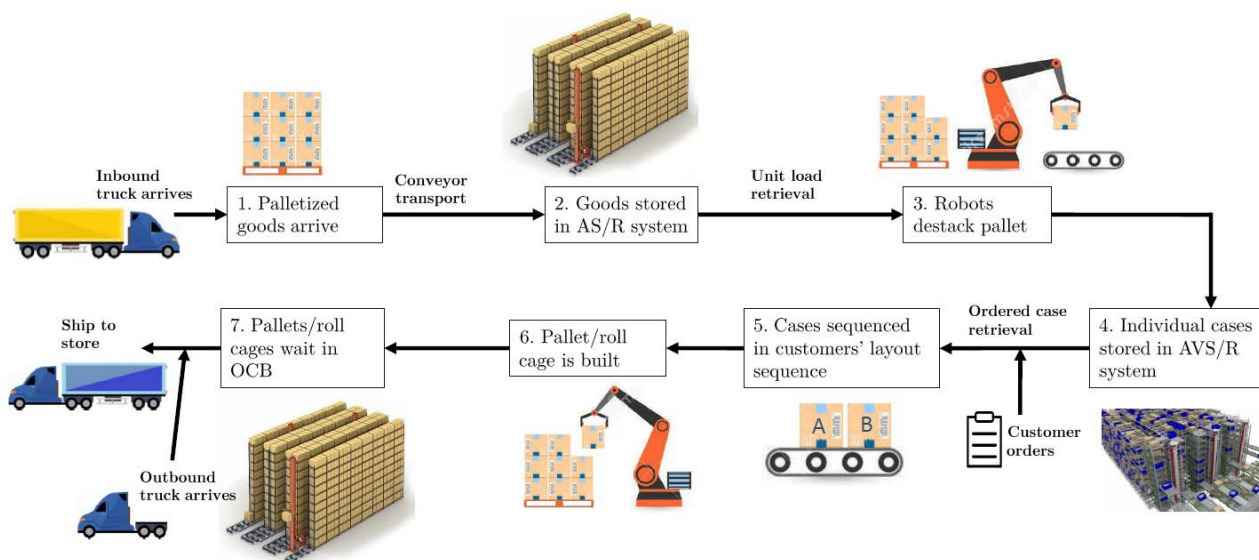 Inbound
truck arrives
1. Palletized
goods arrive
Conveyor
transport
2. Goods stored
in AS/R system
Unit load
retrieval
3. Robots
destack pallet
Ship to
store
7. Pallets/roll
cages wait in
OCB
6. Pallet/roll
cage is built
5. Cases sequenced
in customers' layout
sequence
Ordered case
retrieval
4. Individual cases
stored in AVS/R
system
A B
Customer
orders
Outbound
truck arrives